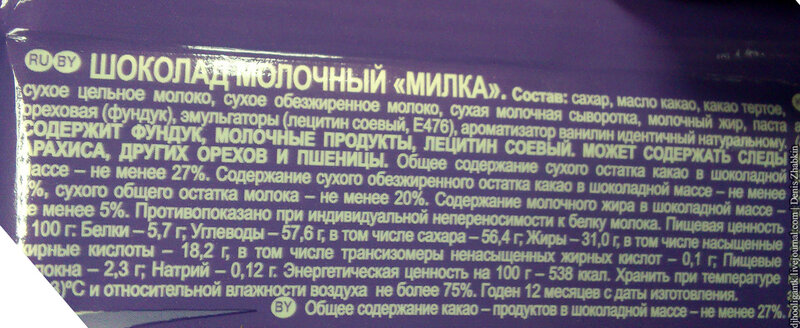 RU BY ШОКОЛАД МОЛОЧНЫЙ «МИЛКА». Состав: сахар, масло какао, какао тертое,
сухое цельное молоко, сухое обезжиренное молоко, сухая молочная сыворотка, молочный жир, паста
ореховая (фундук), эмульгаторы (лецитин соевый, Е476), ароматизатор ванилин идентичный натуральному.
СОДЕРЖИТ ФУНДУК, МОЛОЧНЫЕ ПРОДУКТЫ, ЛЕЦИТИН СОЕВЫЙ. МОЖЕТ СОДЕРЖАТЬ СЛЕДЫ
АРАХИСА, ДРУГИХ ОРЕХОВ И ПШЕНИЦЫ. Общее содержание сухого остатка какао в шоколадной
массе – не менее 27%. Содержание сухого обезжиренного остатка какао в шоколадной массе – не менее
%, сухого общего остатка молока – не менее 20%. Содержание молочного жира в шоколадной массе –
не менее 5%. Противопоказано при индивидуальной непереносимости к белку молока. Пищевая ценность
100 г: Белки – 5,7 г; Углеводы – 57,6 г, в том числе сахара – 56,4 г; Жиры – 31,0 г, в том числе насыщенные
жирные кислоты – 18,2 г, в том числе трансизомеры ненасыщенных жирных кислот – 0,1 г; Пищевые
волокна – 2,3 г; Натрий – 0,12 г. Энергетическая ценность на 100 г – 538 ккал. Хранить при температуре
3)°С и относительной влажности воздуха не более 75%. Годен 12 месяцев с даты изготовления.
BY Общее содержание какао – продуктов в шоколадной массе – не менее 27%.
ljhooligank.livejournal.com | Denis Zhabkin